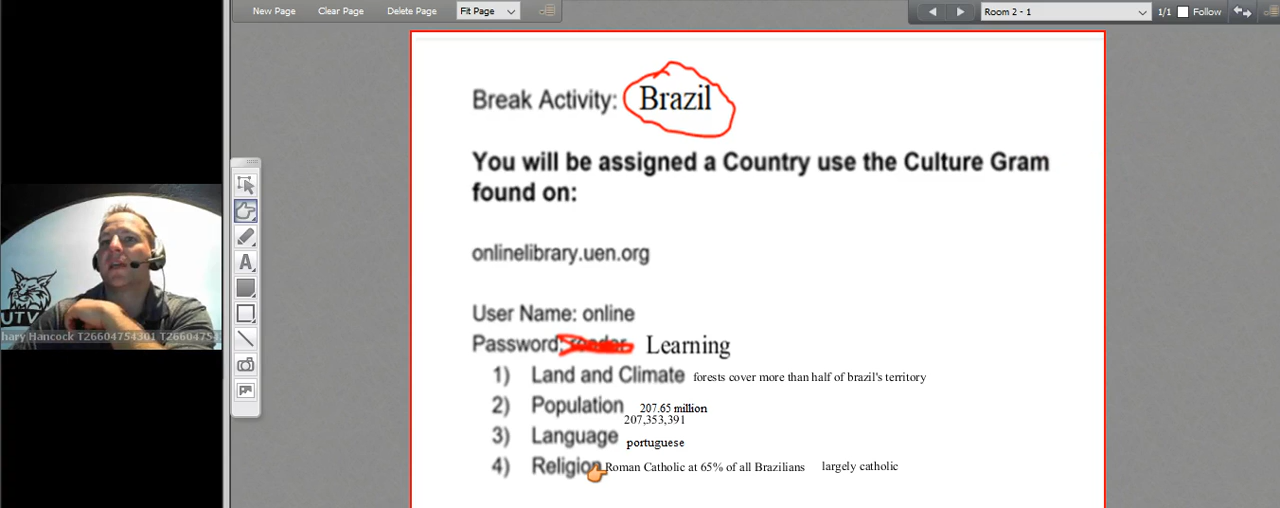 New Page Clear Page Delete Page Fit Page
Room 2 - 1 1/1 Follow
Break Activity: Brazil
You will be assigned a Country use the Culture Gram
found on:
onlinelibrary.uen.org
User Name: online
Password: Learning
1) Land and Climate forests cover more than half of brazil's territory
2) Population 207.65 million
207,353,391
3) Language portuguese
4) Religion Roman Catholic at 65% of all Brazilians largely catholic
UTV
hary Hancock T26604754301 T2660475